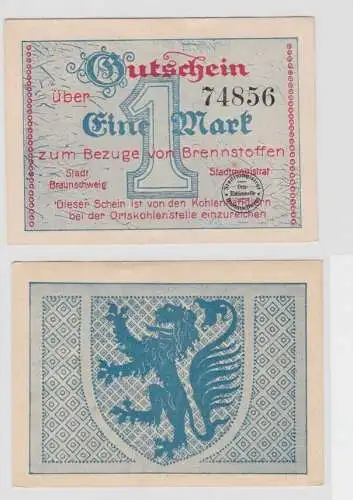 Gutschein
über 74856
Eine Mark
1
zum Bezuge von Brennstoffen
Stadt Stadtmagistrat
Braunschweig
Dieser Schein ist von den Kohlenhändlern
bei der Ortskohlenstelle einzureichen